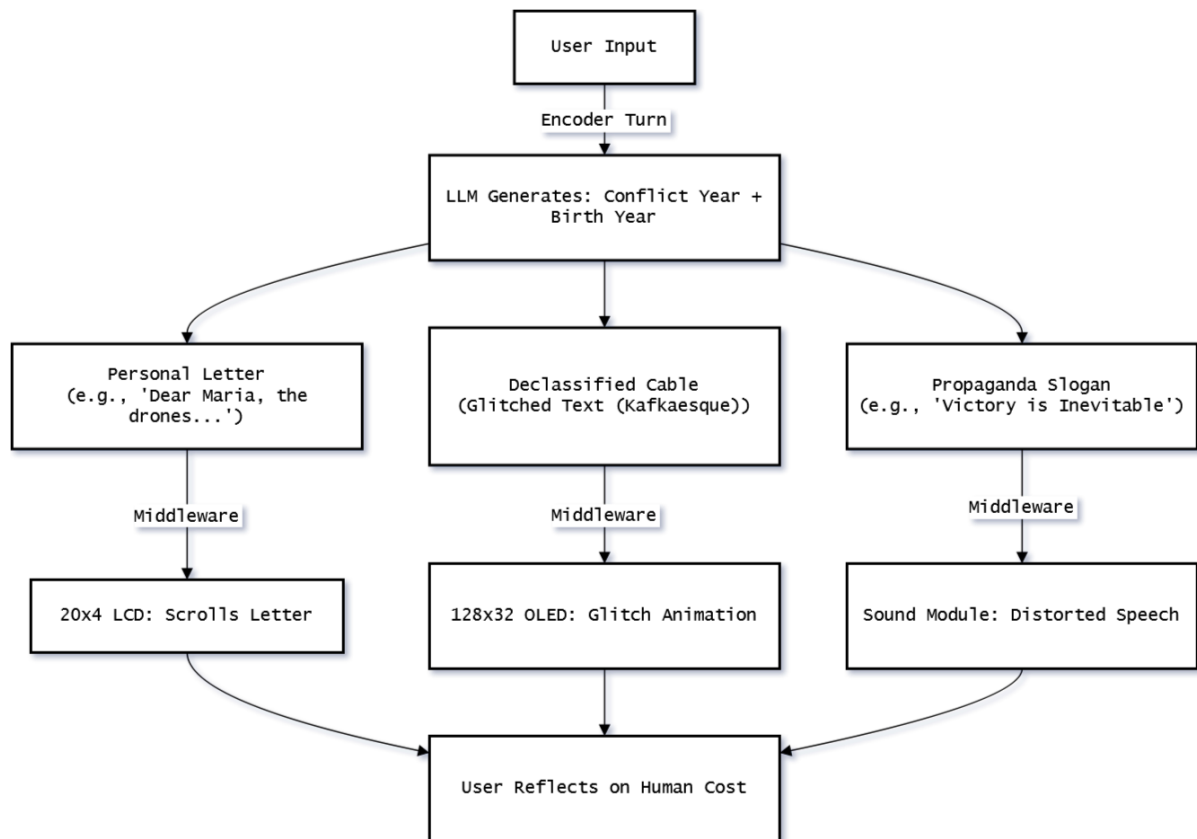 User Input
Encoder Turn
LLM Generates: Conflict Year +
Birth Year
Personal Letter
(e.g., 'Dear Maria, the
drones...')
Declassified Cable
(Glitched Text (Kafkaesque))
Propaganda Slogan
(e.g., 'Victory is Inevitable')
Middleware
Middleware
Middleware
20x4 LCD: Scrolls Letter
128x32 OLED: Glitch Animation
Sound Module: Distorted Speech
User Reflects on Human Cost